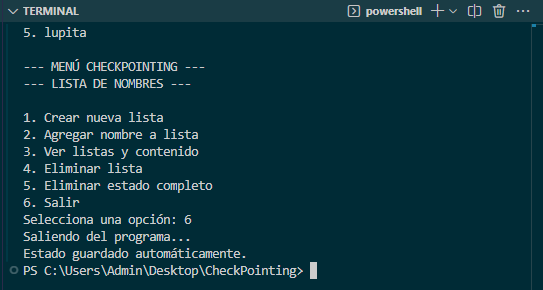 TERMINAL
powershell
5. lupita
--- MENÚ CHECKPOINTING ---
--- LISTA DE NOMBRES ---
1. Crear nueva lista
2. Agregar nombre a lista
3. Ver listas y contenido
4. Eliminar lista
5. Eliminar estado completo
6. Salir
Selecciona una opción: 6
Saliendo del programa...
Estado guardado automáticamente.
PS C:\Users\Admin\Desktop\CheckPointing>